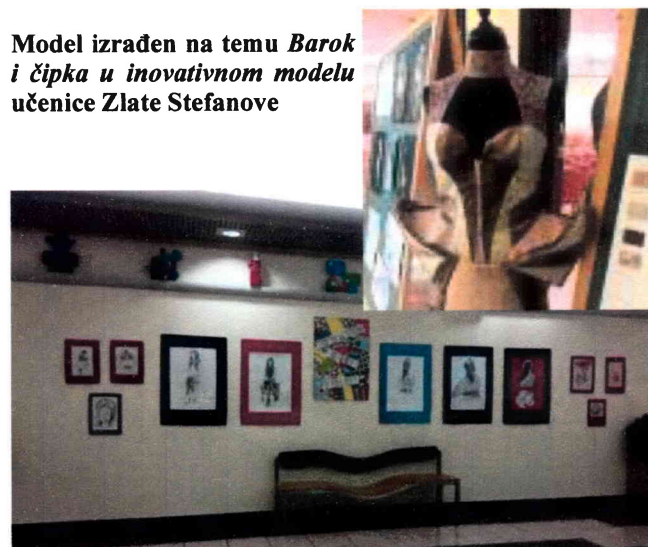 Model izrađen na temu Barok
i čipka u inovativnom modelu
učenice Zlate Stefanove